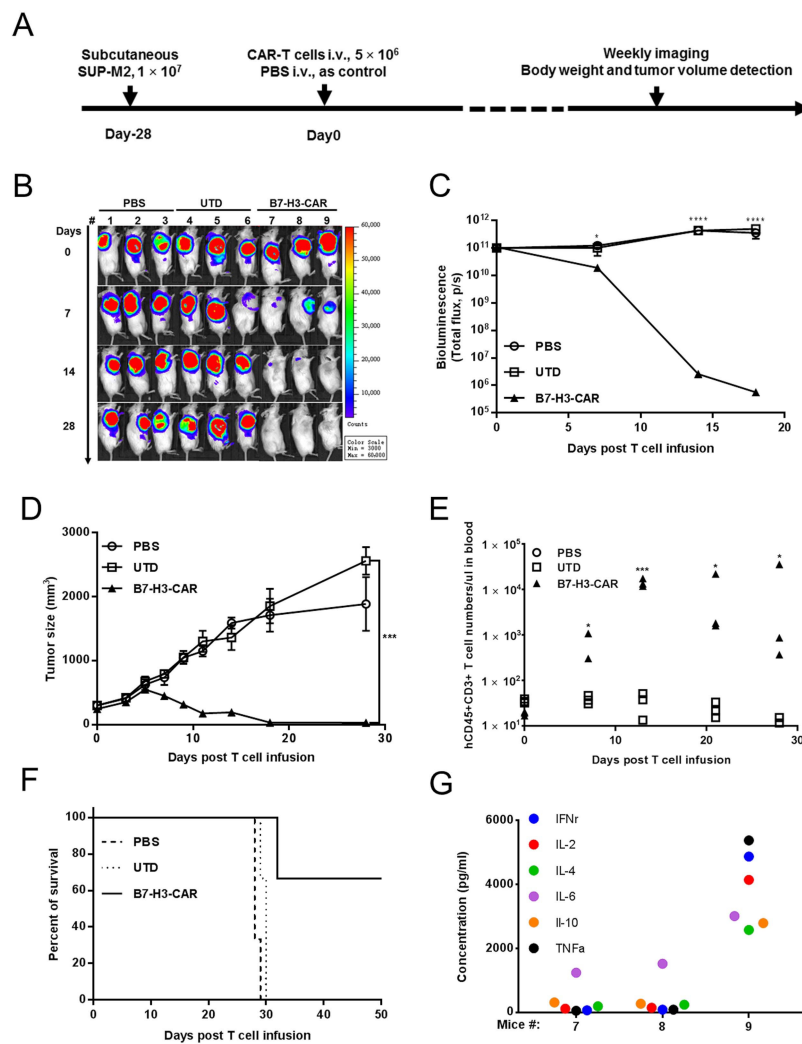 A
Subcutaneous
SUP-M2, 1 × 10⁷
CAR-T cells i.v., 5 × 10⁶
PBS i.v., as control
Weekly imaging
Body weight and tumor volume detection
Day-28
Day0
B
PBS UTD B7-H3-CAR
Days # 1 2 3 4 5 6 7 8 9
0
7
14
28
60,000
50,000
40,000
30,000
20,000
10,000
Counts
Color Scale
Min = 3000
Max = 60000
C
Bioluminescence
(Total flux, p/s)
10¹²
10¹¹
10¹⁰
10⁹
10⁸
10⁷
10⁶
10⁵
* **** ****
PBS
UTD
B7-H3-CAR
0 5 10 15 20
Days post T cell infusion
D
Tumor size (mm³)
3000
2000
1000
0
PBS
UTD
B7-H3-CAR
***
0 10 20 30
Days post T cell infusion
E
hCD45+CD3+ T cell numbers/ul in blood
1 × 10⁵
1 × 10⁴
1 × 10³
1 × 10²
1 × 10¹
PBS
UTD
B7-H3-CAR
* *** * *
0 10 20 30
Days post T cell infusion
F
Percent of survival
100
80
60
40
20
0
PBS
UTD
B7-H3-CAR
0 10 20 30 40 50
Days post T cell infusion
G
Concentration (pg/ml)
6000
4000
2000
0
IFNr
IL-2
IL-4
IL-6
Il-10
TNFa
Mice #: 7 8 9